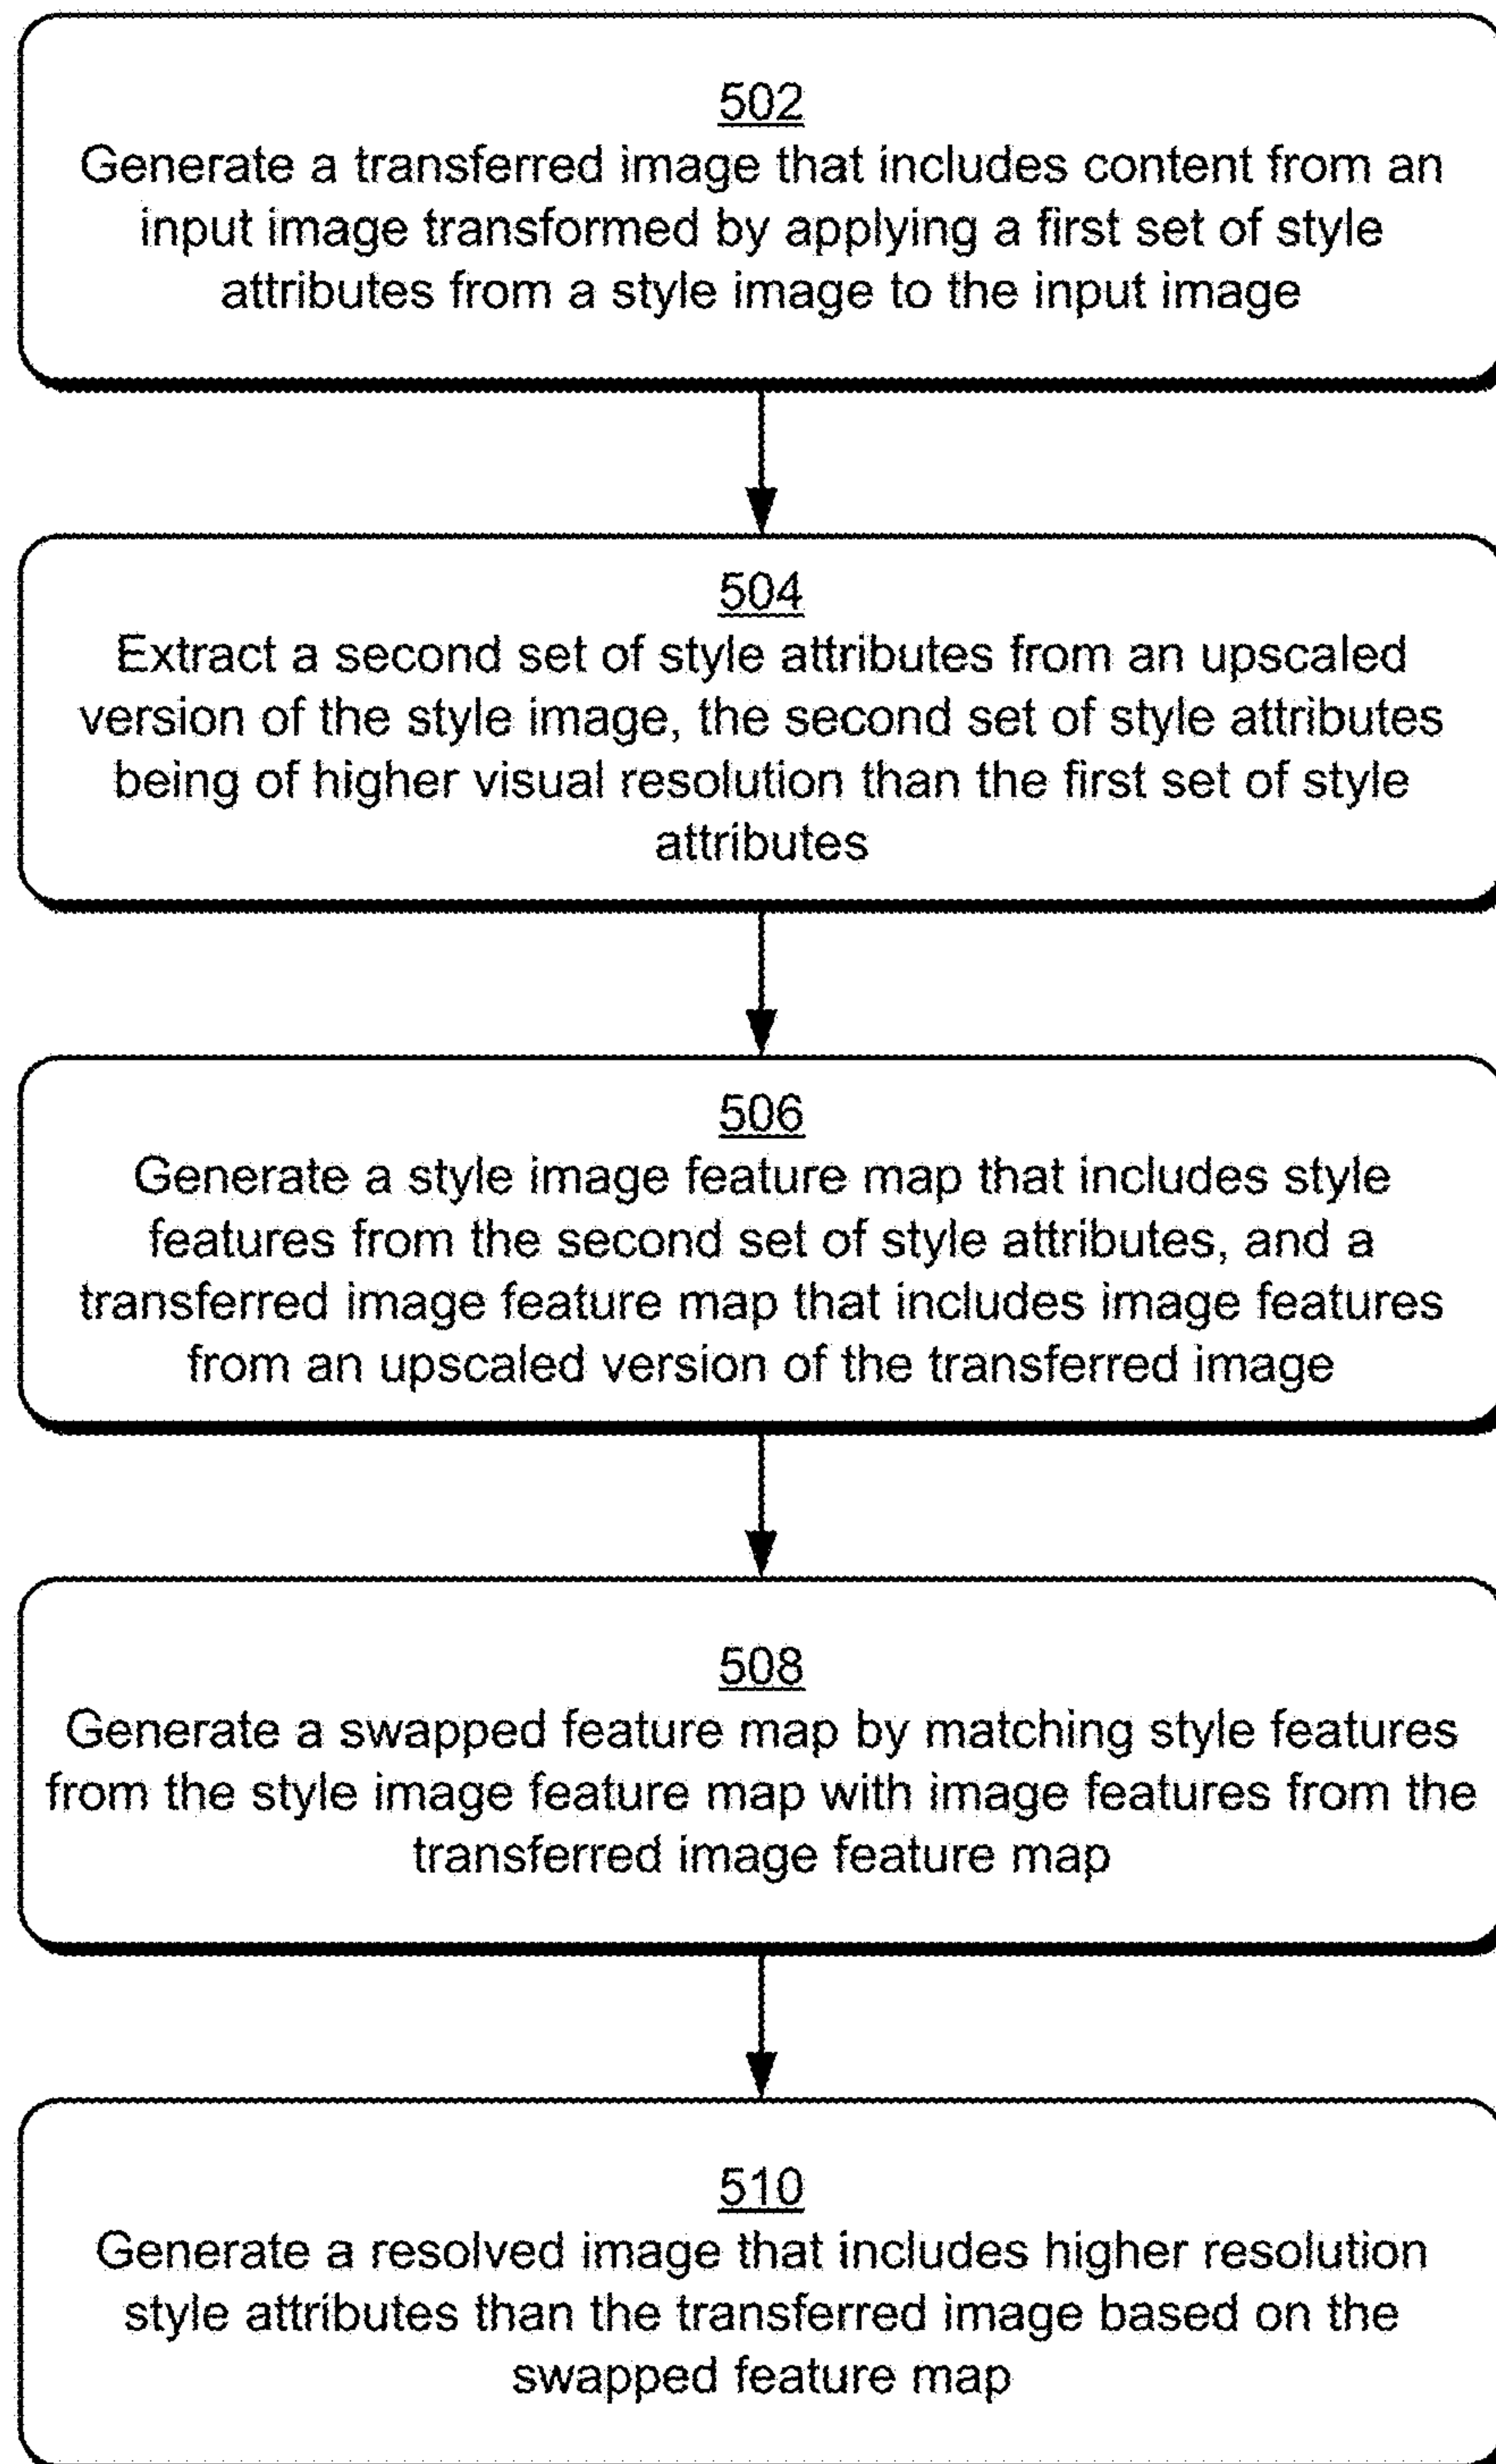 502
Generate a transferred image that includes content from an
input image transformed by applying a first set of style
attributes from a style image to the input image
504
Extract a second set of style attributes from an upscaled
version of the style image, the second set of style attributes
being of higher visual resolution than the first set of style
attributes
506
Generate a style image feature map that includes style
features from the second set of style attributes, and a
transferred image feature map that includes image features
from an upscaled version of the transferred image
508
Generate a swapped feature map by matching style features
from the style image feature map with image features from the
transferred image feature map
510
Generate a resolved image that includes higher resolution
style attributes than the transferred image based on the
swapped feature map